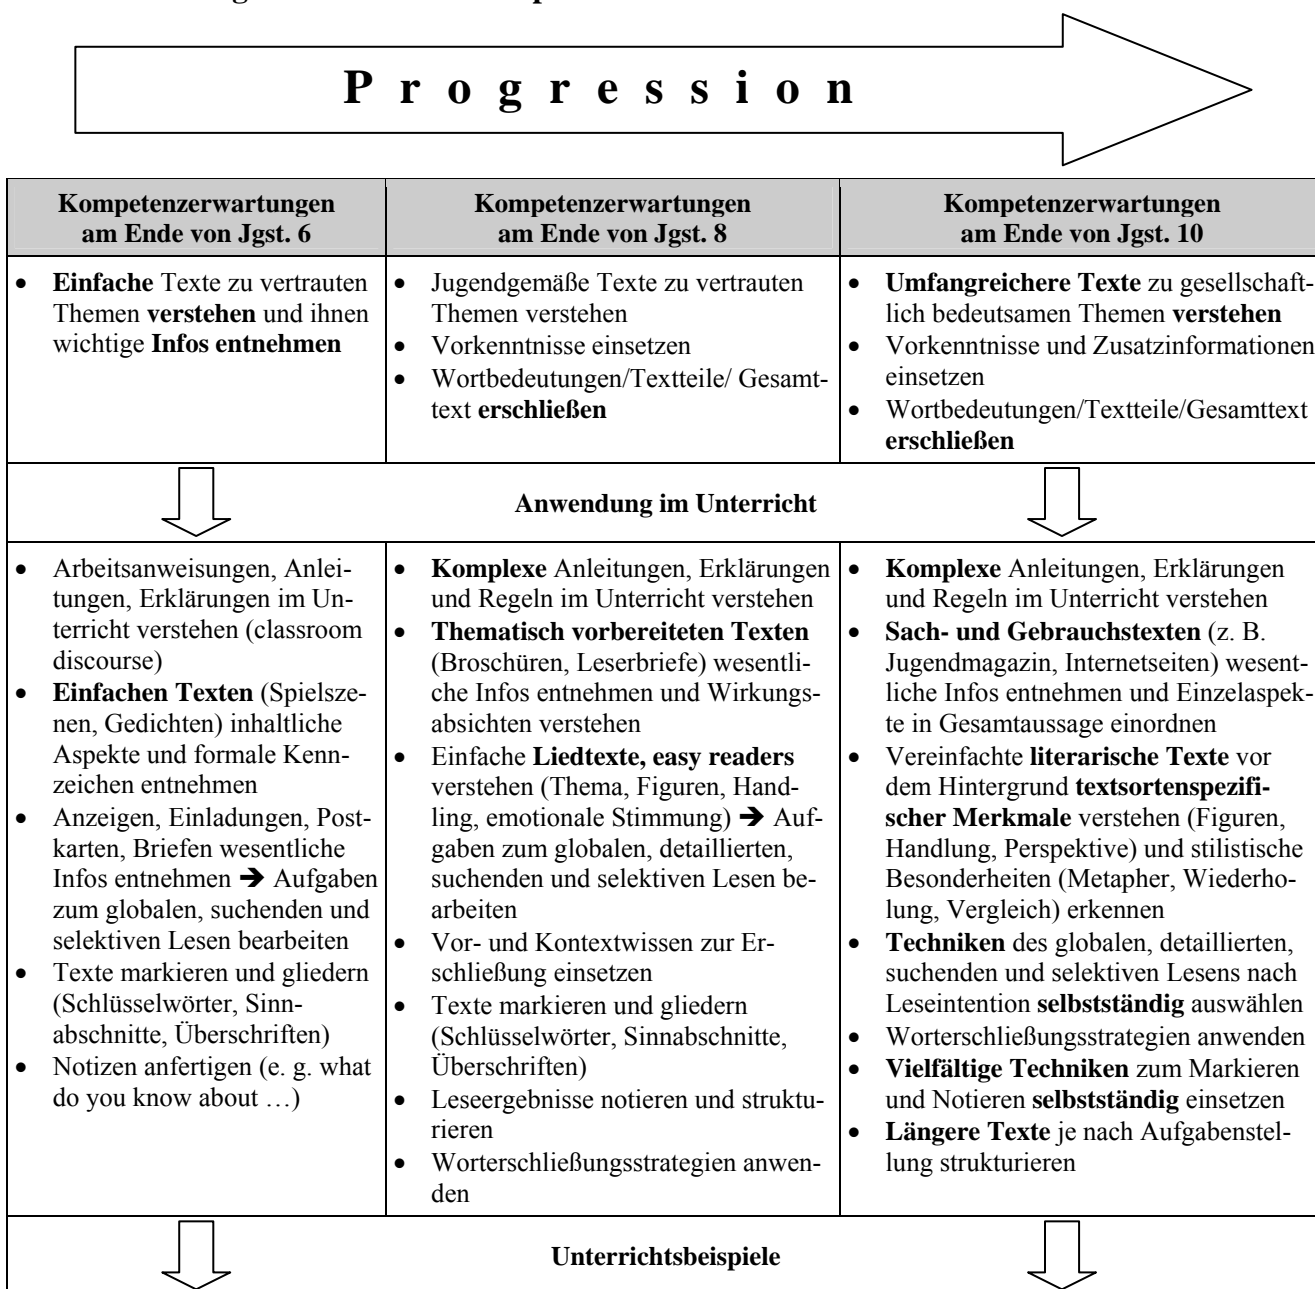 P r o g r e s s i o n
Kompetenzerwartungen
am Ende von Jgst. 6
Kompetenzerwartungen
am Ende von Jgst. 8
Kompetenzerwartungen
am Ende von Jgst. 10
• Einfache Texte zu vertrauten
Themen verstehen und ihnen
wichtige Infos entnehmen
• Jugendgemäße Texte zu vertrauten
Themen verstehen
• Vorkenntnisse einsetzen
• Wortbedeutungen/Textteile/ Gesamt-
text erschließen
• Umfangreichere Texte zu gesellschaft-
lich bedeutsamen Themen verstehen
• Vorkenntnisse und Zusatzinformationen
einsetzen
• Wortbedeutungen/Textteile/Gesamttext
erschließen
Anwendung im Unterricht
• Arbeitsanweisungen, Anlei-
tungen, Erklärungen im Un-
terricht verstehen (classroom
discourse)
• Einfachen Texten (Spielsze-
nen, Gedichten) inhaltliche
Aspekte und formale Kenn-
zeichen entnehmen
• Anzeigen, Einladungen, Post-
karten, Briefen wesentliche
Infos entnehmen ➔ Aufgaben
zum globalen, suchenden und
selektiven Lesen bearbeiten
• Texte markieren und gliedern
(Schlüsselwörter, Sinn-
abschnitte, Überschriften)
• Notizen anfertigen (e. g. what
do you know about …)
• Komplexe Anleitungen, Erklärungen
und Regeln im Unterricht verstehen
• Thematisch vorbereiteten Texten
(Broschüren, Leserbriefe) wesentli-
che Infos entnehmen und Wirkungs-
absichten verstehen
• Einfache Liedtexte, easy readers
verstehen (Thema, Figuren, Hand-
ling, emotionale Stimmung) ➔ Auf-
gaben zum globalen, detaillierten,
suchenden und selektiven Lesen be-
arbeiten
• Vor- und Kontextwissen zur Er-
schließung einsetzen
• Texte markieren und gliedern
(Schlüsselwörter, Sinnabschnitte,
Überschriften)
• Leseergebnisse notieren und struktu-
rieren
• Worterschließungsstrategien anwen-
den
• Komplexe Anleitungen, Erklärungen
und Regeln im Unterricht verstehen
• Sach- und Gebrauchstexten (z. B.
Jugendmagazin, Internetseiten) wesent-
liche Infos entnehmen und Einzelaspek-
te in Gesamtaussage einordnen
• Vereinfachte literarische Texte vor
dem Hintergrund textsortenspezifi-
scher Merkmale verstehen (Figuren,
Handlung, Perspektive) und stilistische
Besonderheiten (Metapher, Wiederho-
lung, Vergleich) erkennen
• Techniken des globalen, detaillierten,
suchenden und selektiven Lesens nach
Leseintention selbstständig auswählen
• Worterschließungsstrategien anwenden
• Vielfältige Techniken zum Markieren
und Notieren selbstständig einsetzen
• Längere Texte je nach Aufgabenstel-
lung strukturieren
Unterrichtsbeispiele